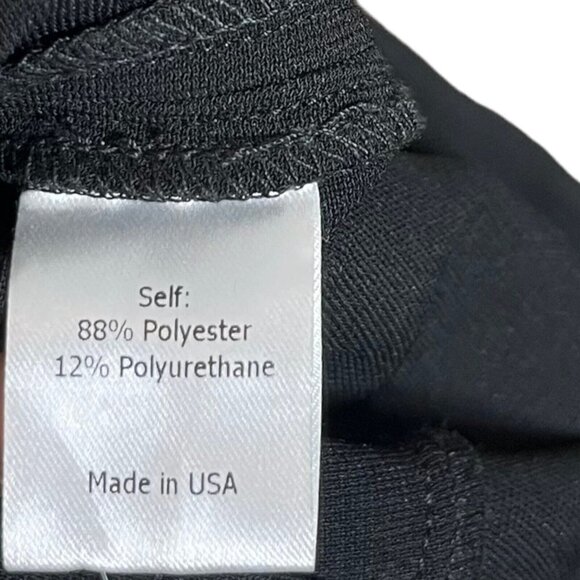 Self:
88% Polyester
12% Polyurethane
Made in USA